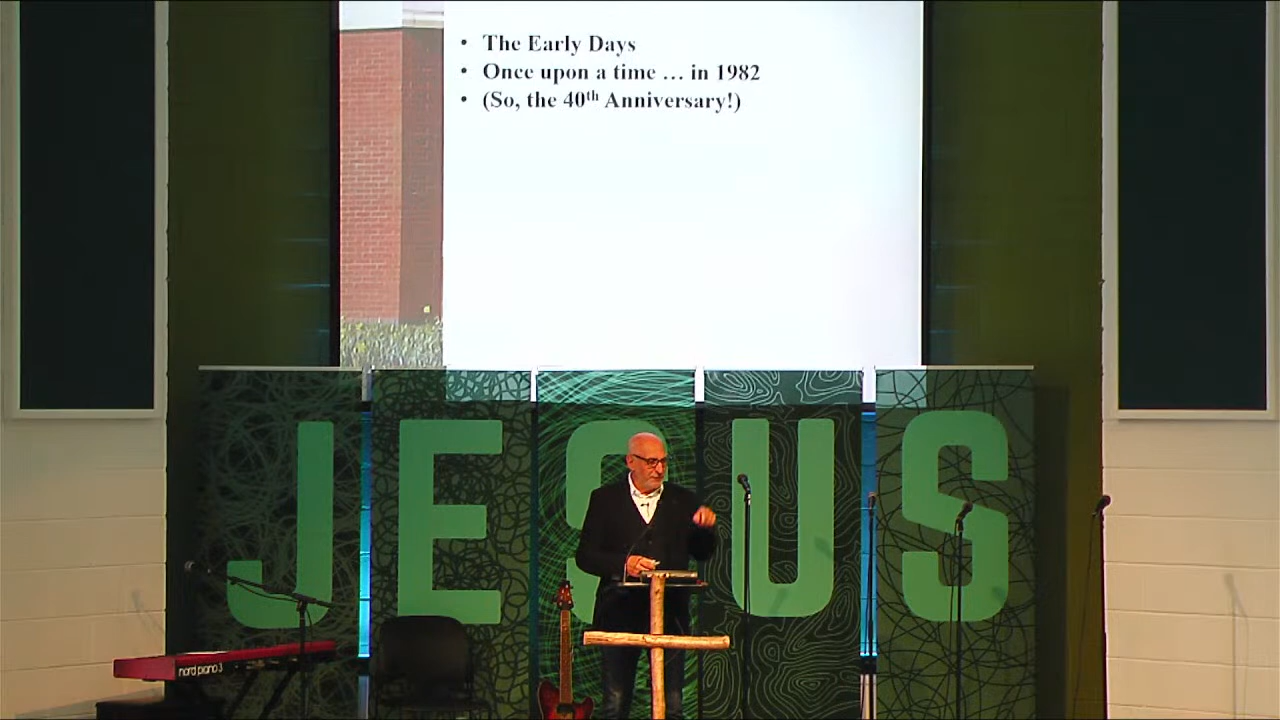 • The Early Days
• Once upon a time … in 1982
• (So, the 40th Anniversary!)
JESUS
nord piano 3